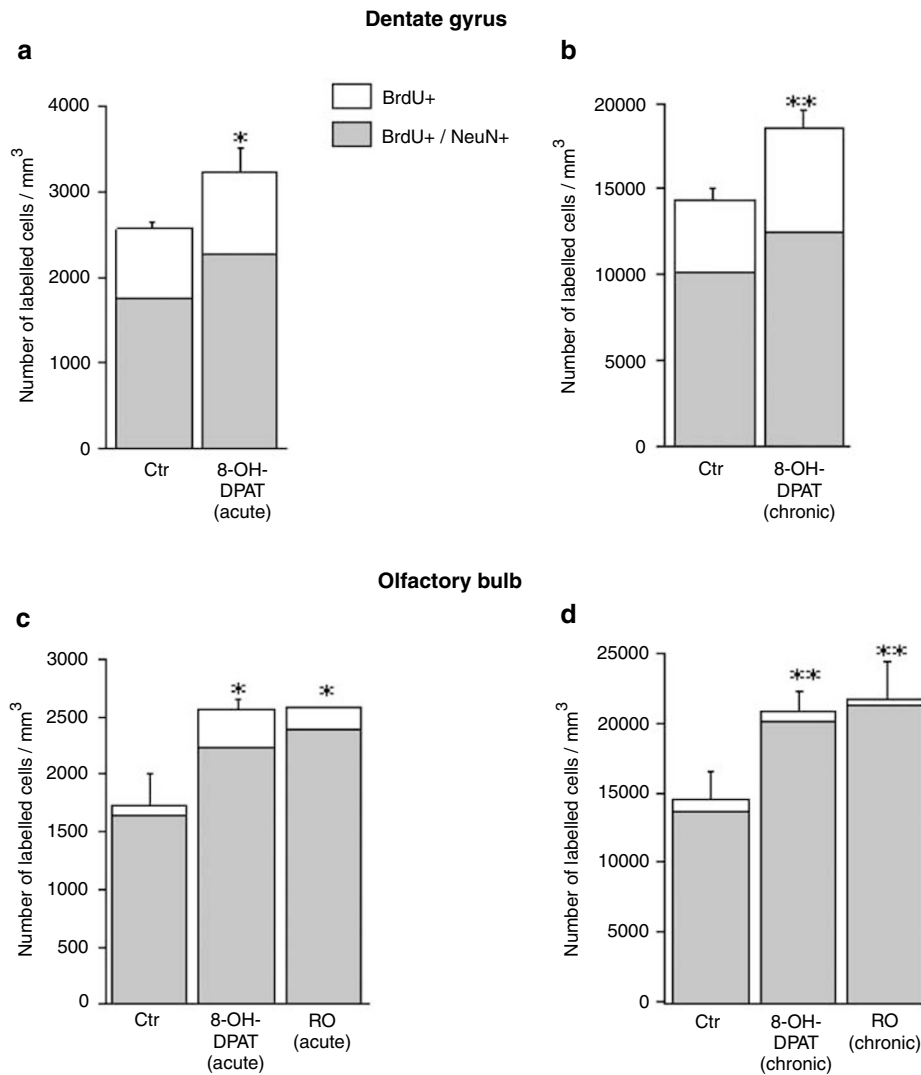 Dentate gyrus
a
Number of labelled cells / mm³
4000
3000
2000
1000
0
*
Ctr
8-OH-
DPAT
(acute)
BrdU+
BrdU+ / NeuN+
b
Number of labelled cells / mm³
20000
15000
10000
5000
0
**
Ctr
8-OH-
DPAT
(chronic)
Olfactory bulb
c
Number of labelled cells / mm³
3000
2500
2000
1500
1000
500
0
*
*
Ctr
8-OH-
DPAT
(acute)
RO
(acute)
d
Number of labelled cells / mm³
25000
20000
15000
10000
5000
0
**
**
Ctr
8-OH-
DPAT
(chronic)
RO
(chronic)